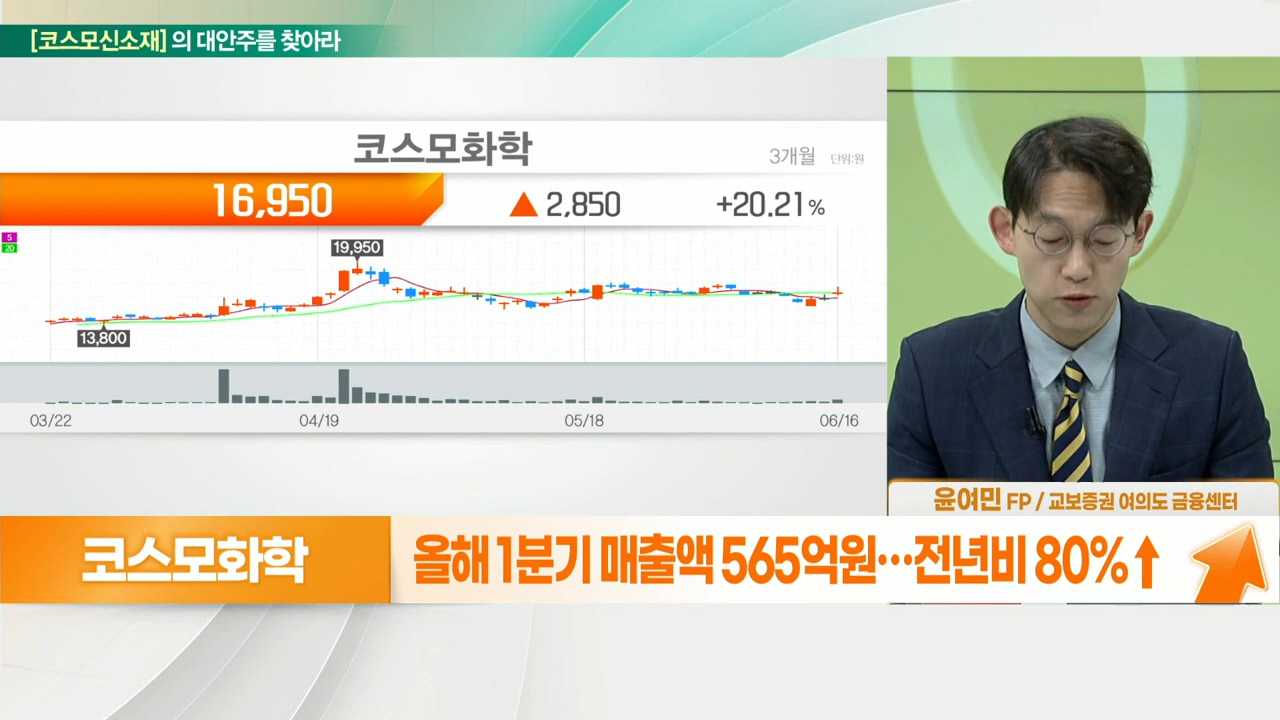 [코스모신소재] 의 대안주를 찾아라
코스모화학
3개월 단위:원
16,950 ▲ 2,850 +20.21%
5
20
19,950
13,800
03/22 04/19 05/18 06/16
윤여민 FP / 교보증권 여의도 금융센터
코스모화학
올해 1분기 매출액 565억원…전년비 80%↑